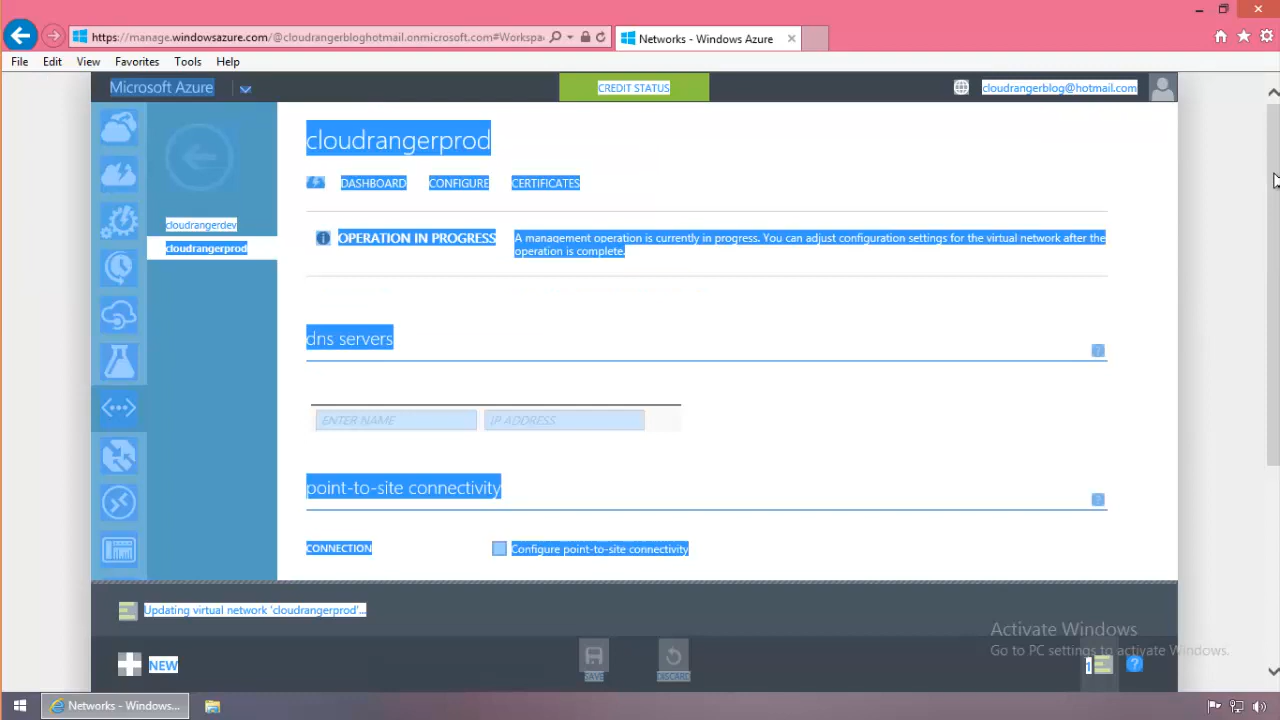 https://manage.windowsazure.com/@cloudrangerbloghotmail.onmicrosoft.com#Workspa
Networks - Windows Azure
File Edit View Favorites Tools Help
Microsoft Azure
CREDIT STATUS
cloudrangerblog@hotmail.com
cloudrangerprod
DASHBOARD CONFIGURE CERTIFICATES
cloudrangerdev
cloudrangerprod
OPERATION IN PROGRESS
A management operation is currently in progress. You can adjust configuration settings for the virtual network after the
operation is complete.
dns servers
?
ENTER NAME IP ADDRESS
point-to-site connectivity
?
CONNECTION Configure point-to-site connectivity
Updating virtual network 'cloudrangerprod'...
Activate Windows
Go to PC settings to activate Windows.
NEW
SAVE DISCARD
1 ?
Networks - Windows...